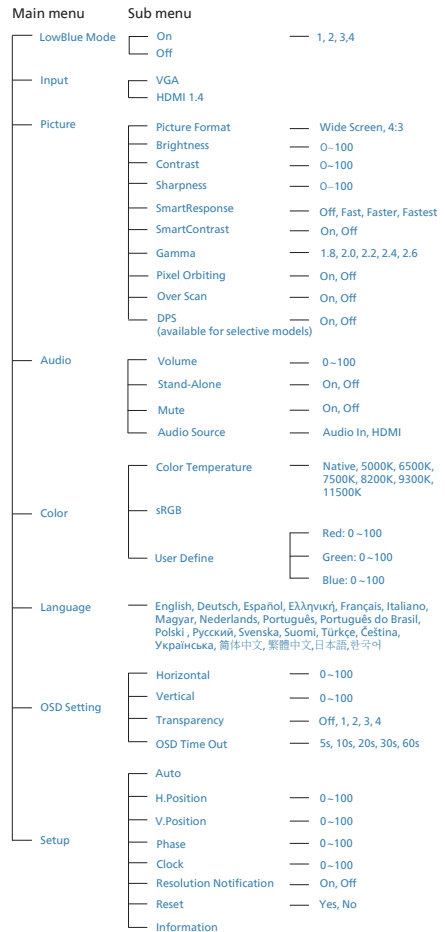 Main menu Sub menu
LowBlue Mode On 1, 2, 3,4
Off
Input VGA
HDMI 1.4
Picture Picture Format Wide Screen, 4:3
Brightness 0–100
Contrast 0~100
Sharpness 0–100
SmartResponse Off, Fast, Faster, Fastest
SmartContrast On, Off
Gamma 1.8, 2.0, 2.2, 2.4, 2.6
Pixel Orbiting On, Off
Over Scan On, Off
DPS On, Off
(available for selective models)
Audio Volume 0~100
Stand-Alone On, Off
Mute On, Off
Audio Source Audio In, HDMI
Color Color Temperature Native, 5000K, 6500K,
7500K, 8200K, 9300K,
11500K
sRGB
User Define Red: 0 ~100
Green: 0 ~100
Blue: 0 ~100
Language English, Deutsch, Español, Ελληνική, Français, Italiano,
Magyar, Nederlands, Português, Português do Brasil,
Polski , Русский, Svenska, Suomi, Türkçe, Čeština,
Українська, 简体中文, 繁體中文,日本語,한국어
OSD Setting Horizontal 0~100
Vertical 0~100
Transparency Off, 1, 2, 3, 4
OSD Time Out 5s, 10s, 20s, 30s, 60s
Setup Auto
H.Position 0~100
V.Position 0~100
Phase 0~100
Clock 0~100
Resolution Notification On, Off
Reset Yes, No
Information